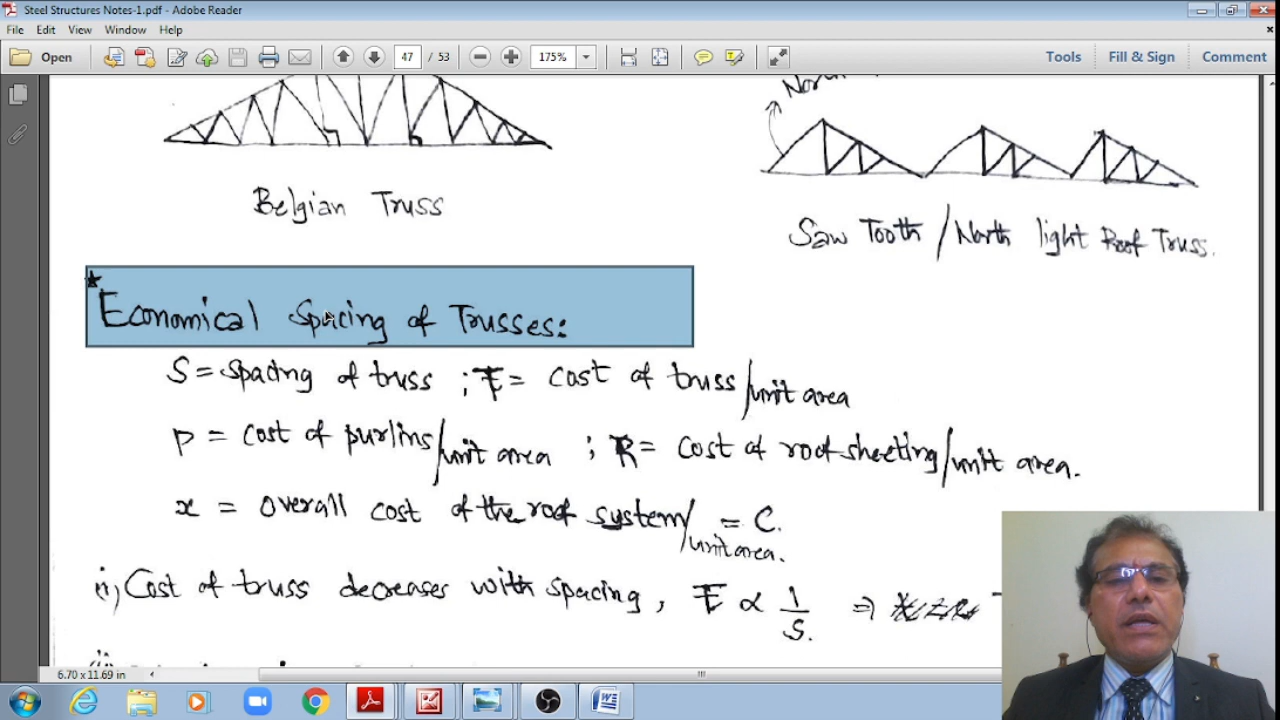 Steel Structures Notes-1.pdf - Adobe Reader
File Edit View Window Help
Open 47 / 53 175% Tools Fill & Sign Comment
Belgian Truss
Saw Tooth / North light Roof Truss.
Economical Spacing of Trusses:
S = spacing of truss ; T = cost of truss/unit area
P = cost of purlins/unit area ; R = cost of roof sheeting/unit area.
x = overall cost of the roof system/unit area. = C.
(i) Cost of truss decreases with spacing, T ∝ 1/S. ⇒
6.70 x 11.69 in